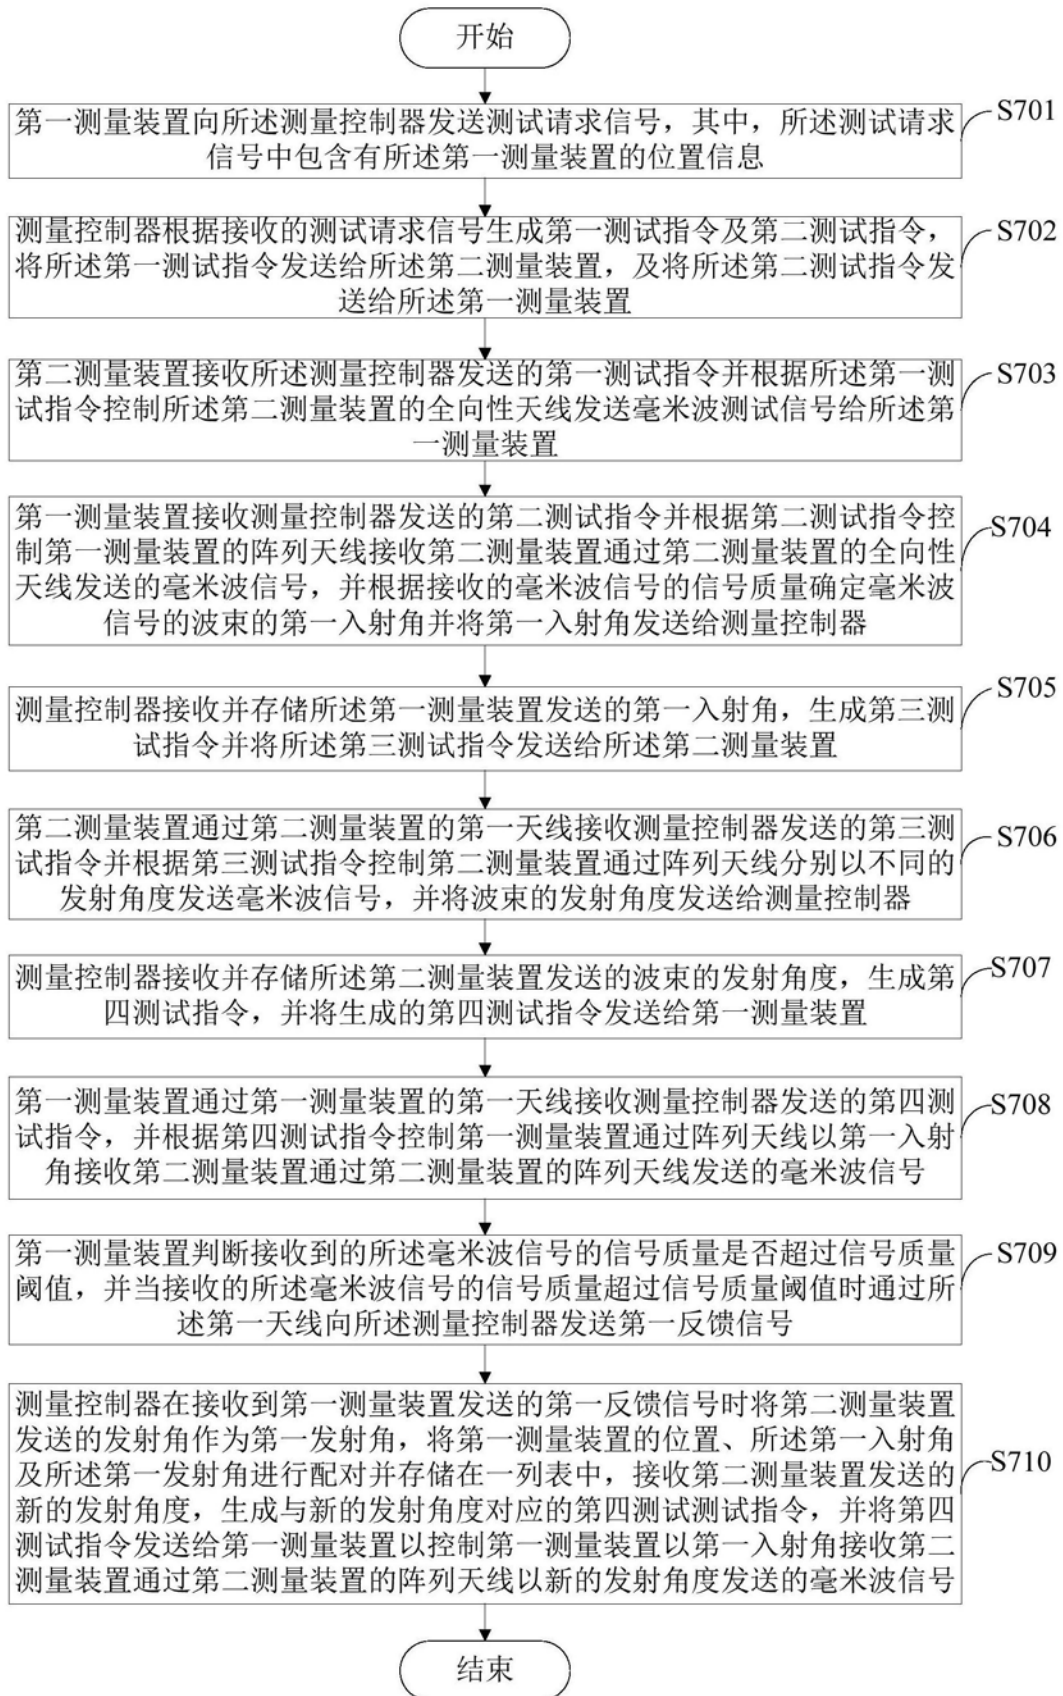 开始
第一测量装置向所述测量控制器发送测试请求信号，其中，所述测试请求
信号中包含有所述第一测量装置的位置信息
S701
测量控制器根据接收的测试请求信号生成第一测试指令及第二测试指令，
将所述第一测试指令发送给所述第二测量装置，及将所述第二测试指令发
送给所述第一测量装置
S702
第二测量装置接收所述测量控制器发送的第一测试指令并根据所述第一测
试指令控制所述第二测量装置的全向性天线发送毫米波测试信号给所述第
一测量装置
S703
第一测量装置接收测量控制器发送的第二测试指令并根据第二测试指令控
制第一测量装置的阵列天线接收第二测量装置通过第二测量装置的全向性
天线发送的毫米波信号，并根据接收的毫米波信号的信号质量确定毫米波
信号的波束的第一入射角并将第一入射角发送给测量控制器
S704
测量控制器接收并存储所述第一测量装置发送的第一入射角，生成第三测
试指令并将所述第三测试指令发送给所述第二测量装置
S705
第二测量装置通过第二测量装置的第一天线接收测量控制器发送的第三测
试指令并根据第三测试指令控制第二测量装置通过阵列天线分别以不同的
发射角度发送毫米波信号，并将波束的发射角度发送给测量控制器
S706
测量控制器接收并存储所述第二测量装置发送的波束的发射角度，生成第
四测试指令，并将生成的第四测试指令发送给第一测量装置
S707
第一测量装置通过第一测量装置的第一天线接收测量控制器发送的第四测
试指令，并根据第四测试指令控制第一测量装置通过阵列天线以第一入射
角接收第二测量装置通过第二测量装置的阵列天线发送的毫米波信号
S708
第一测量装置判断接收到的所述毫米波信号的信号质量是否超过信号质量
阈值，并当接收的所述毫米波信号的信号质量超过信号质量阈值时通过所
述第一天线向所述测量控制器发送第一反馈信号
S709
测量控制器在接收到第一测量装置发送的第一反馈信号时将第二测量装置
发送的发射角作为第一发射角，将第一测量装置的位置、所述第一入射角
及所述第一发射角进行配对并存储在一列表中，接收第二测量装置发送的
新的发射角度，生成与新的发射角度对应的第四测试测试指令，并将第四
测试指令发送给第一测量装置以控制第一测量装置以第一入射角接收第二
测量装置通过第二测量装置的阵列天线以新的发射角度发送的毫米波信号
S710
结束